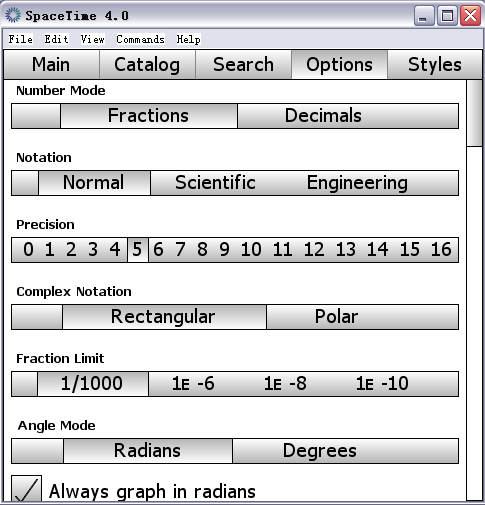 SpaceTime 4.0
File Edit View Commands Help
Main Catalog Search Options Styles
Number Mode
Fractions Decimals
Notation
Normal Scientific Engineering
Precision
0 1 2 3 4 5 6 7 8 9 10 11 12 13 14 15 16
Complex Notation
Rectangular Polar
Fraction Limit
1/1000 1E -6 1E -8 1E -10
Angle Mode
Radians Degrees
Always graph in radians